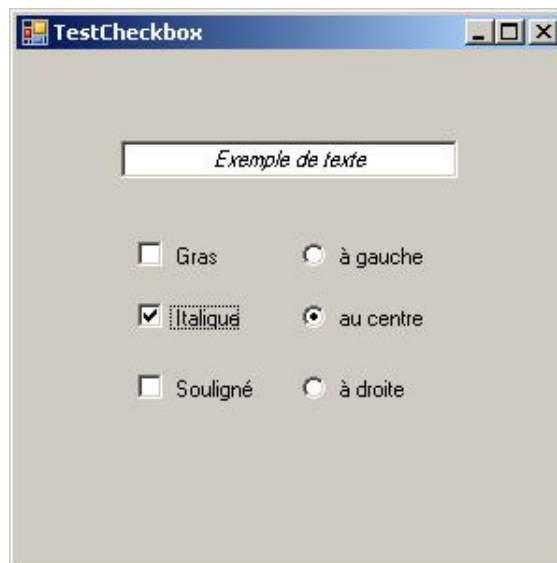 TestCheckbox
Exemple de texte
Gras à gauche
Italique au centre
Souligné à droite